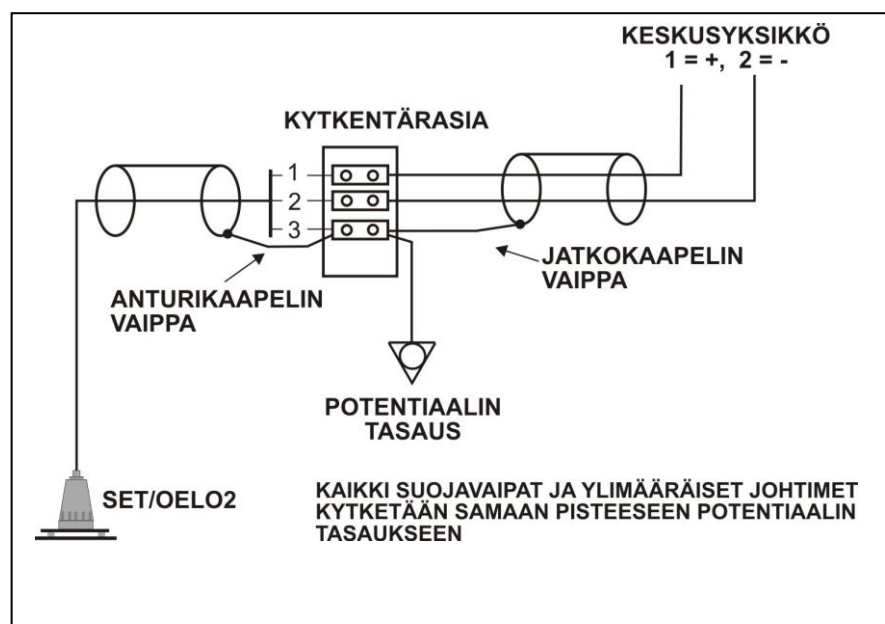 KESKUSYKSIKKÖ
1 = +, 2 = -
KYTKENTÄRASIA
1
2
3
ANTURIKAAPELIN
VAIPPA
JATKOKAAPELIN
VAIPPA
POTENTIAALIN
TASAUS
SET/OELO2
KAIKKI SUOJAVAIPAT JA YLIMÄÄRÄISET JOHTIMET
KYTKETÄÄN SAMAAN PISTEESEEN POTENTIAALIN
TASAUKSEEN